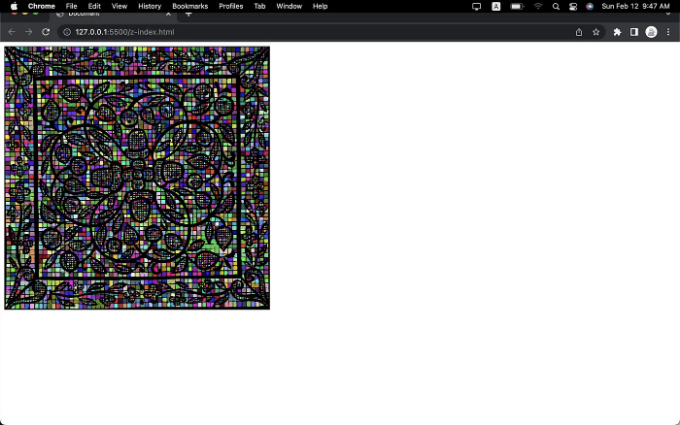 Chrome File Edit View History Bookmarks Profiles Tab Window Help A Sun Feb 12 9:47 AM
Document
127.0.0.1:5500/z-index.html